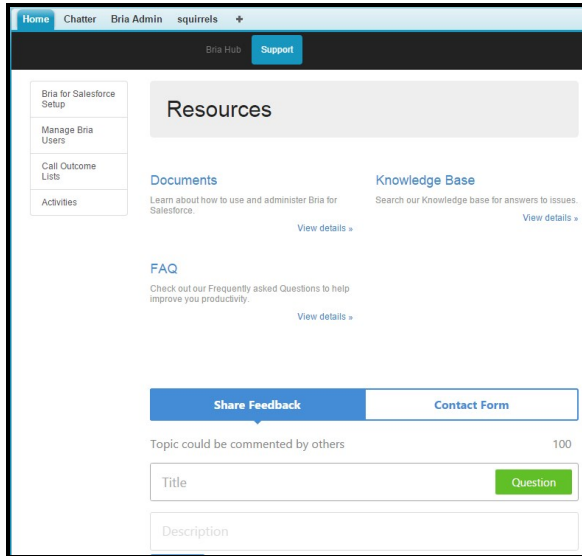 Home Chatter Bria Admin squirrels +
Bria Hub Support
Bria for Salesforce
Setup
Manage Bria
Users
Call Outcome
Lists
Activities
Resources
Documents
Learn about how to use and administer Bria for
Salesforce.
View details »
Knowledge Base
Search our Knowledge base for answers to issues.
View details »
FAQ
Check out our Frequently asked Questions to help
improve you productivity.
View details »
Share Feedback
Contact Form
Topic could be commented by others 100
Title
Question
Description